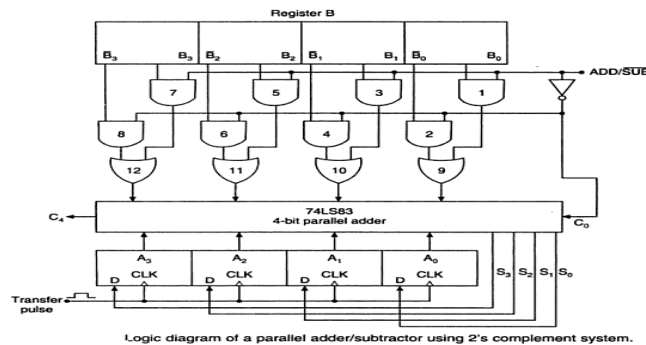 Register B
B̅₃ B₃ B̅₂ B₂ B̅₁ B₁ B̅₀ B₀
ADD/S̅U̅B̅
7 5 3 1
8 6 4 2
12 11 10 9
74LS83
4-bit parallel adder
C₄
C₀
A₃ A₂ A₁ A₀
S₃ S₂ S₁ S₀
D CLK D CLK D CLK D CLK
Transfer
pulse
Logic diagram of a parallel adder/subtractor using 2's complement system.